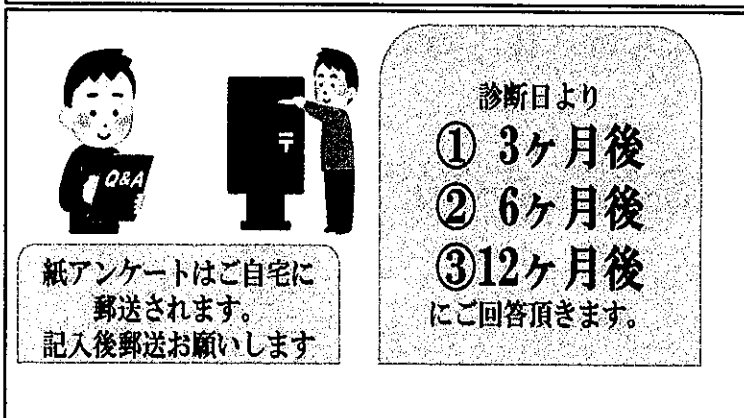 Q&A
〒
紙アンケートはご自宅に
郵送されます。
記入後郵送お願いします
診断日より
① 3ヶ月後
② 6ヶ月後
③12ヶ月後
にご回答頂きます。